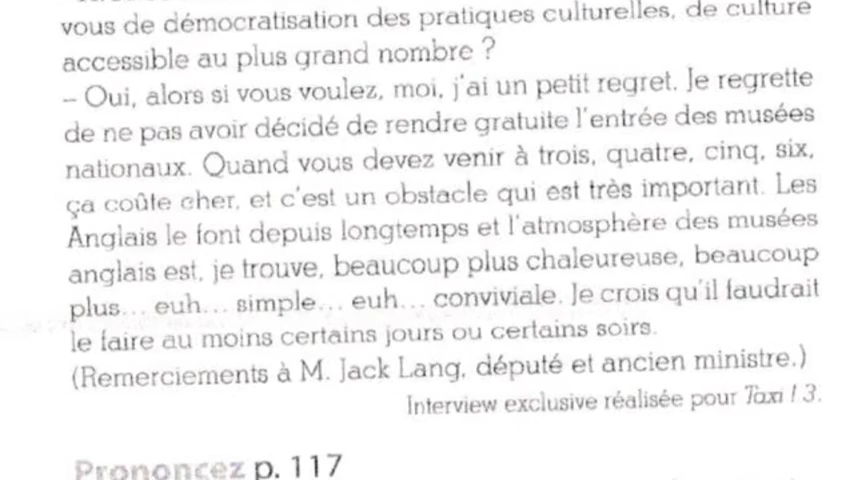 vous de démocratisation des pratiques culturelles, de culture
accessible au plus grand nombre ?
– Oui, alors si vous voulez, moi, j'ai un petit regret. Je regrette
de ne pas avoir décidé de rendre gratuite l'entrée des musées
nationaux. Quand vous devez venir à trois, quatre, cinq, six,
ça coûte cher, et c'est un obstacle qui est très important. Les
Anglais le font depuis longtemps et l'atmosphère des musées
anglais est, je trouve, beaucoup plus chaleureuse, beaucoup
plus... euh... simple... euh... conviviale. Je crois qu'il faudrait
le faire au moins certains jours ou certains soirs.
(Remerciements à M. Jack Lang, député et ancien ministre.)
Interview exclusive réalisée pour Taxi ! 3.
Prononcez p. 117